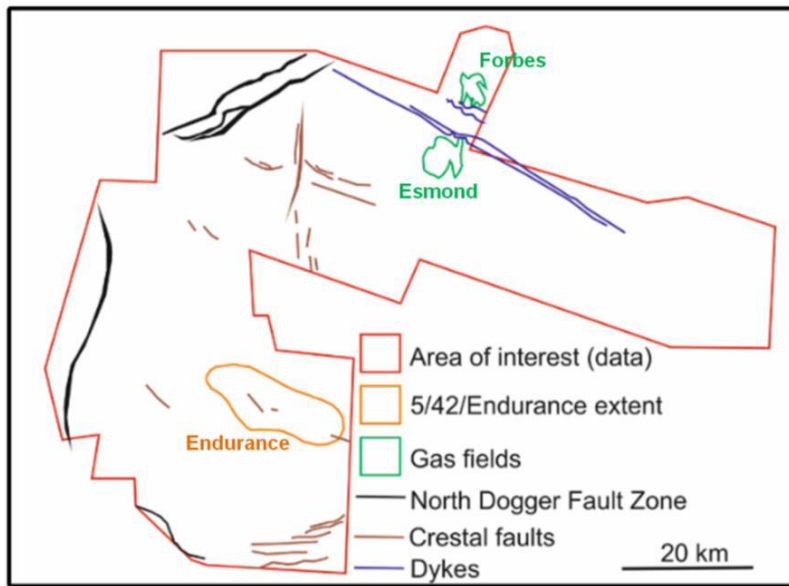 Forbes
Esmond
Endurance
Area of interest (data)
5/42/Endurance extent
Gas fields
North Dogger Fault Zone
Crestal faults
Dykes
20 km